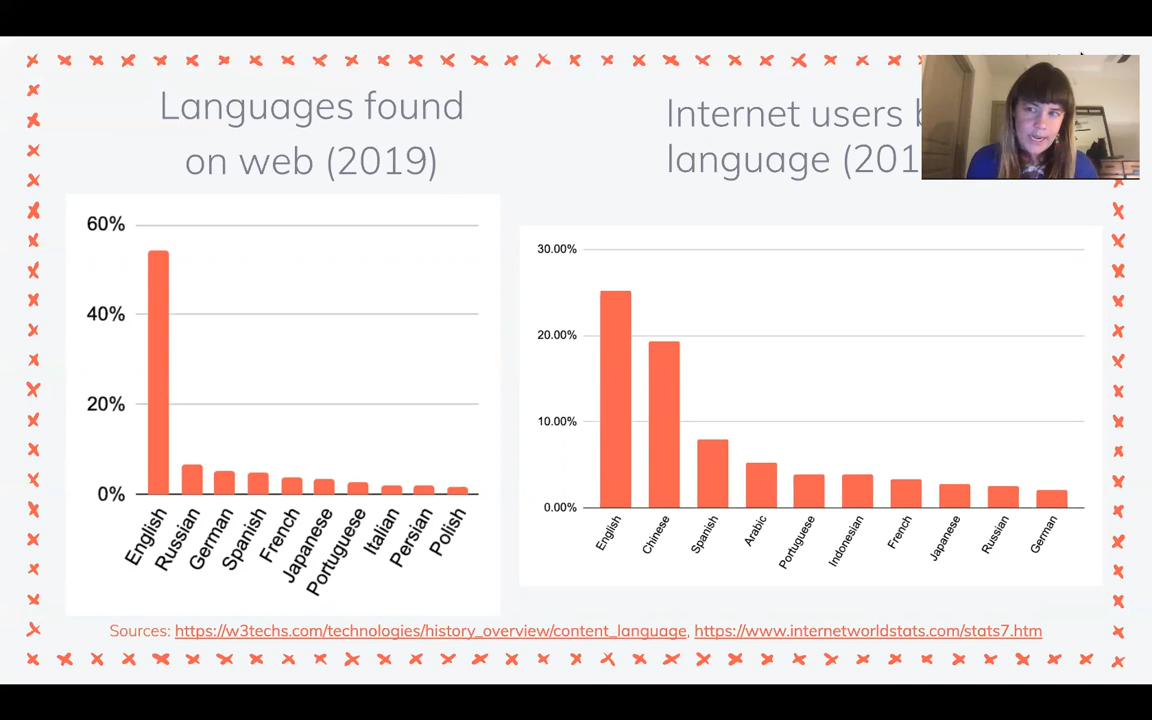 Languages found
on web (2019)
60%
40%
20%
0%
English
Russian
German
Spanish
French
Japanese
Portuguese
Italian
Persian
Polish
Internet users
language (201
30.00%
20.00%
10.00%
0.00%
English
Chinese
Spanish
Arabic
Portuguese
Indonesian
French
Japanese
Russian
German
Sources: https://w3techs.com/technologies/history_overview/content_language, https://www.internetworldstats.com/stats7.htm